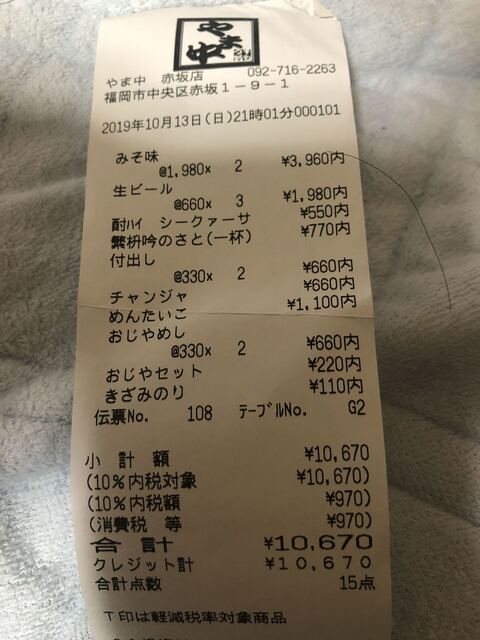 やま中
やま中　赤坂店　092-716-2263
福岡市中央区赤坂１－９－１
2019年10月13日(日)21時01分000101
みそ味
@1,980x　2　¥3,960内
生ビール
@660x　3　¥1,980内
酎ﾊｲ　シークァーサ　¥550内
繁枡吟のさと(一杯)　¥770内
付出し
@330x　2　¥660内
チャンジャ　¥660内
めんたいこ　¥1,100内
おじやめし
@330x　2　¥660内
おじやセット　¥220内
きざみのり　¥110内
伝票No.　108　ﾃｰﾌﾞﾙNo.　G2
小　計　額　¥10,670
(10％内税対象　¥10,670)
(10％内税額　¥970)
(消費税　等　¥970)
合　計　¥10,670
クレジット計　¥10,670
合計点数　15点
Ｔ印は軽減税率対象商品